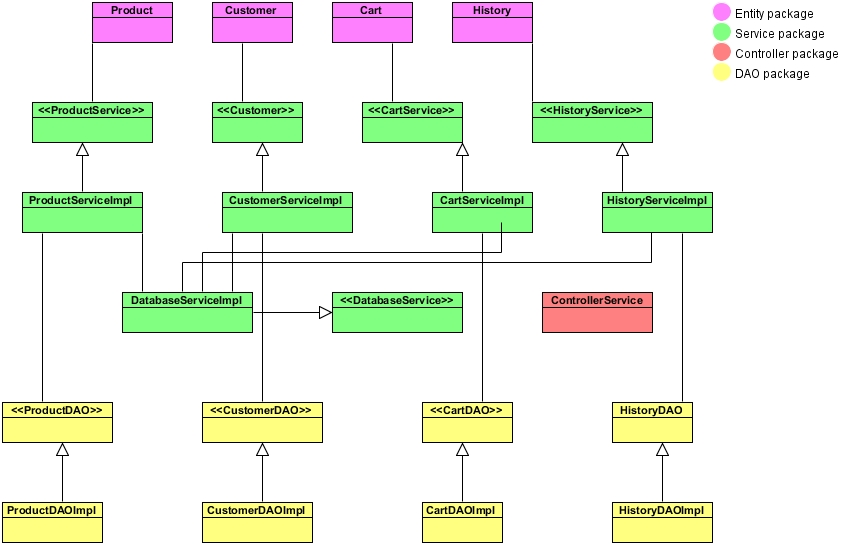 Product
Customer
Cart
History
Entity package
Service package
Controller package
DAO package
<<ProductService>>
<<Customer>>
<<CartService>>
<<HistoryService>>
ProductServiceImpl
CustomerServiceImpl
CartServiceImpl
HistoryServiceImpl
DatabaseServiceImpl
<<DatabaseService>>
ControllerService
<<ProductDAO>>
<<CustomerDAO>>
<<CartDAO>>
HistoryDAO
ProductDAOImpl
CustomerDAOImpl
CartDAOImpl
HistoryDAOImpl